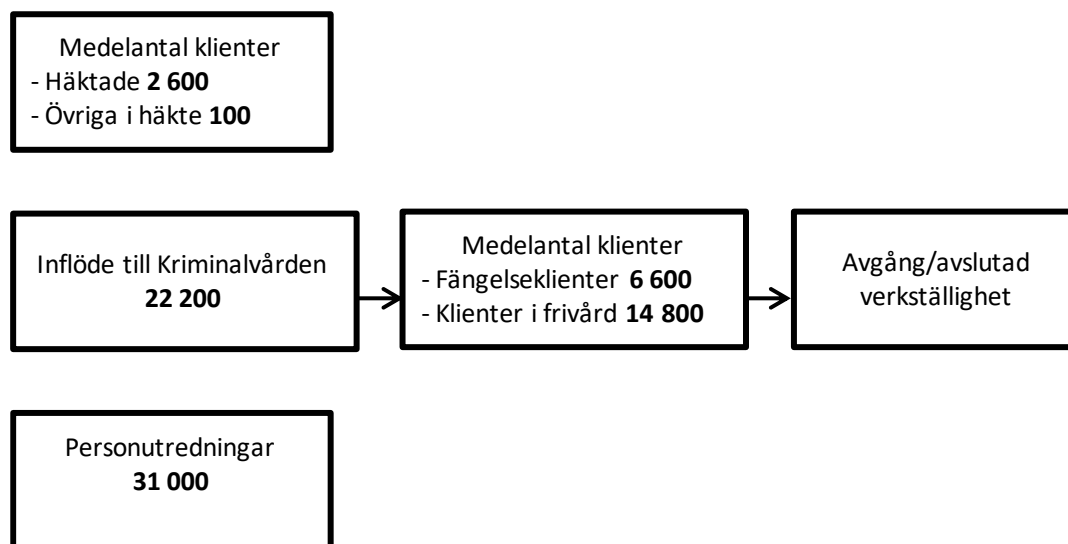 Medelantal klienter
- Häktade 2 600
- Övriga i häkte 100
Inflöde till Kriminalvården
22 200
Medelantal klienter
- Fängelseklienter 6 600
- Klienter i frivård 14 800
Avgång/avslutad
verkställighet
Personutredningar
31 000